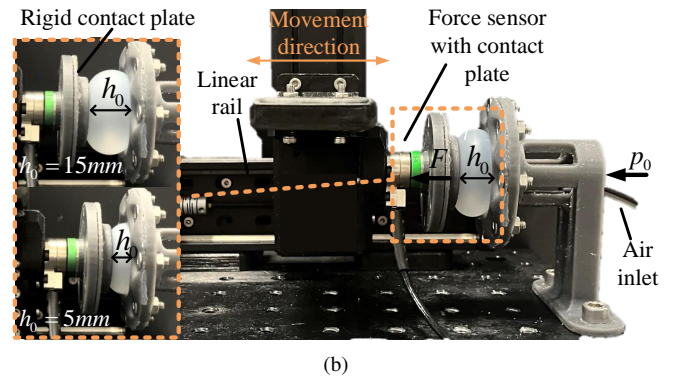 Rigid contact plate
Movement
direction
Force sensor
with contact
plate
Linear
rail
h₀
h₀ = 15mm
F
h₀
p₀
h₀
h₀ = 5mm
Air
inlet
(b)